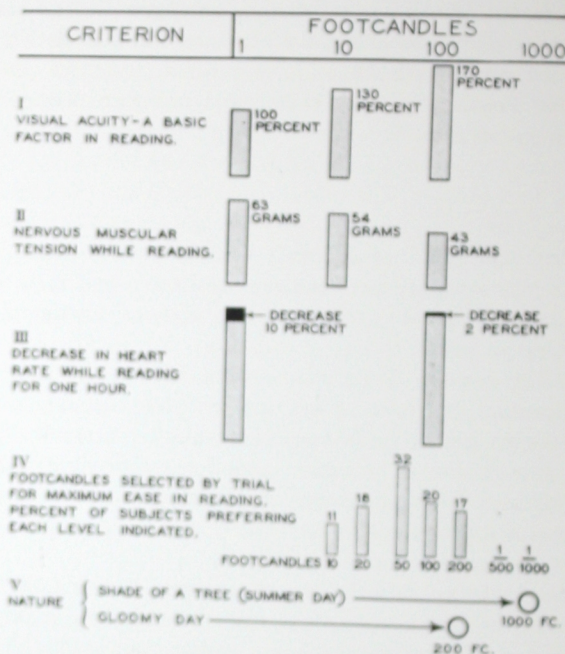 CRITERION
FOOTCANDLES
1 10 100 1000
I
VISUAL ACUITY-A BASIC
FACTOR IN READING.
100
PERCENT
130
PERCENT
170
PERCENT
II
NERVOUS MUSCULAR
TENSION WHILE READING.
63
GRAMS
54
GRAMS
43
GRAMS
III
DECREASE IN HEART
RATE WHILE READING
FOR ONE HOUR.
DECREASE
10 PERCENT
DECREASE
2 PERCENT
IV
FOOTCANDLES SELECTED BY TRIAL
FOR MAXIMUM EASE IN READING.
PERCENT OF SUBJECTS PREFERRING
EACH LEVEL INDICATED.
11 18 32 20 17 1 1
FOOTCANDLES 10 20 50 100 200 500 1000
V
NATURE
SHADE OF A TREE (SUMMER DAY)
1000 FC.
GLOOMY DAY
200 FC.